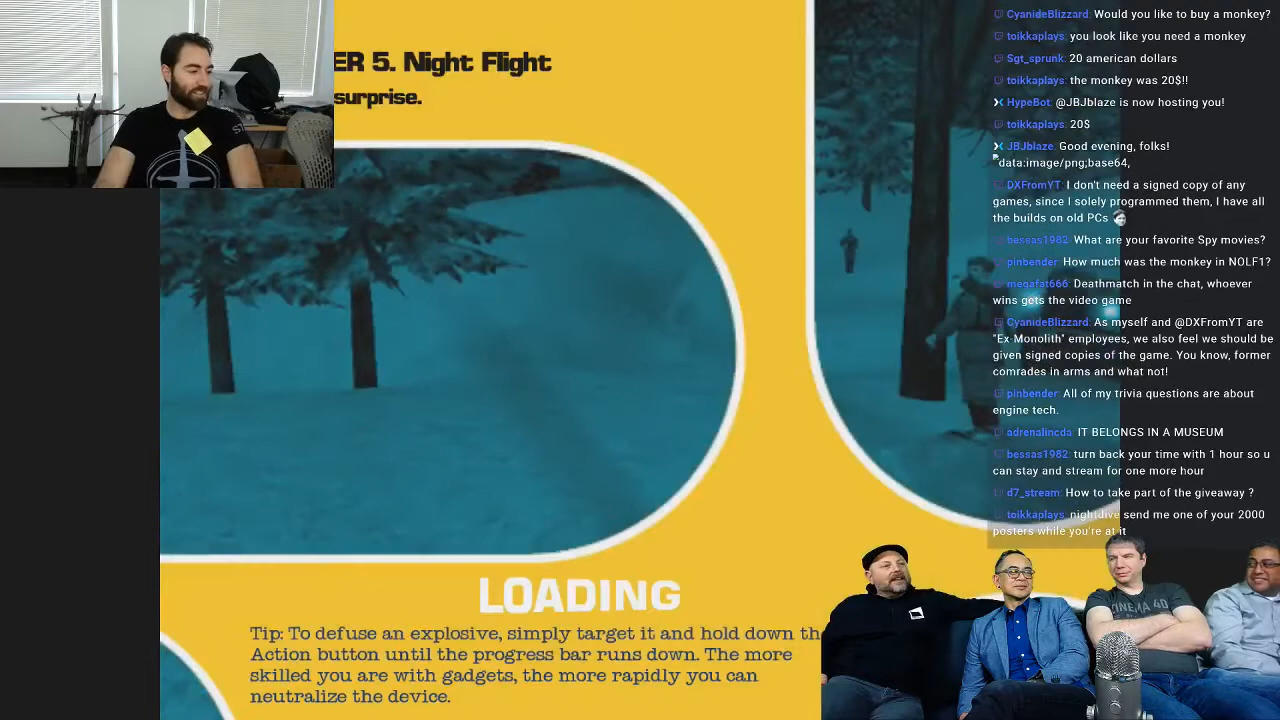 ER 5. Night Flight
surprise.
LOADING
Tip: To defuse an explosive, simply target it and hold down th
Action button until the progress bar runs down. The more
skilled you are with gadgets, the more rapidly you can
neutralize the device.
CyanideBlizzard: Would you like to buy a monkey?
toikkaplays: you look like you need a monkey
Sgt_sprunk: 20 american dollars
toikkaplays: the monkey was 20$!!
HypeBot: @JBJblaze is now hosting you!
toikkaplays: 20$
JBJblaze: Good evening, folks!
data:image/png;base64,
DXFromYT: I don't need a signed copy of any
games, since I solely programmed them, I have all
the builds on old PCs
bessas1982: What are your favorite Spy movies?
pinbender: How much was the monkey in NOLF1?
megafat666: Deathmatch in the chat, whoever
wins gets the video game
CyanideBlizzard: As myself and @DXFromYT are
"Ex-Monolith" employees, we also feel we should be
given signed copies of the game. You know, former
comrades in arms and what not!
pinbender: All of my trivia questions are about
engine tech.
adrenalincda: IT BELONGS IN A MUSEUM
bessas1982: turn back your time with 1 hour so u
can stay and stream for one more hour
d7_stream: How to take part of the giveaway ?
toikkaplays: nightdive send me one of your 2000
posters while you're at it
CINEMA 4D